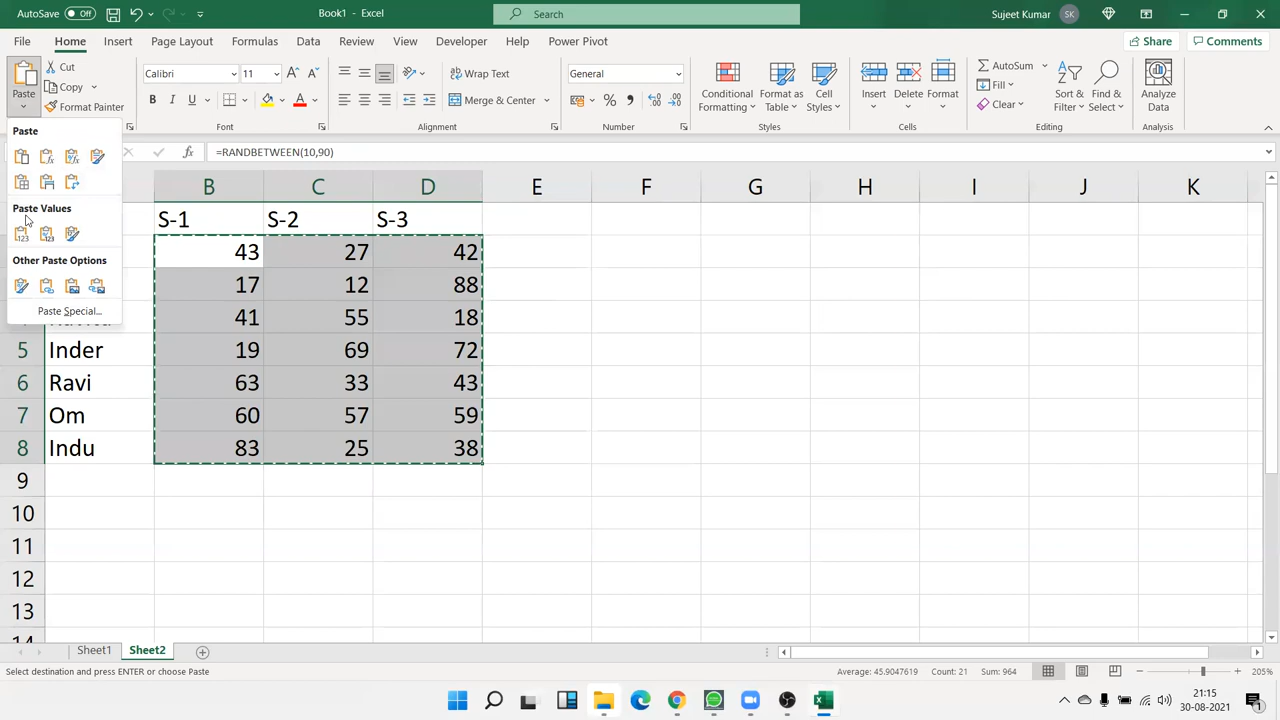 AutoSave Off Book1 - Excel Search Sujeet Kumar SK
File Home Insert Page Layout Formulas Data Review View Developer Help Power Pivot Share Comments
Paste Cut Copy Format Painter
Calibri 11 A A
B I U A
ab Wrap Text Merge & Center
General % 9 .00 .0
Conditional Formatting Format as Table Cell Styles
Insert Delete Format
AutoSum Fill Clear Sort & Filter Find & Select
Analyze Data
Font Alignment Number Styles Cells Editing Analysis
fx =RANDBETWEEN(10,90)
Paste
Paste Values
Other Paste Options
Paste Special...
B C D E F G H I J K
S-1 S-2 S-3
43 27 42
17 12 88
41 55 18
5 Inder 19 69 72
6 Ravi 63 33 43
7 Om 60 57 59
8 Indu 83 25 38
9
10
11
12
13
Sheet1 Sheet2
Select destination and press ENTER or choose Paste Average: 45.9047619 Count: 21 Sum: 964 205%
21:15
30-08-2021